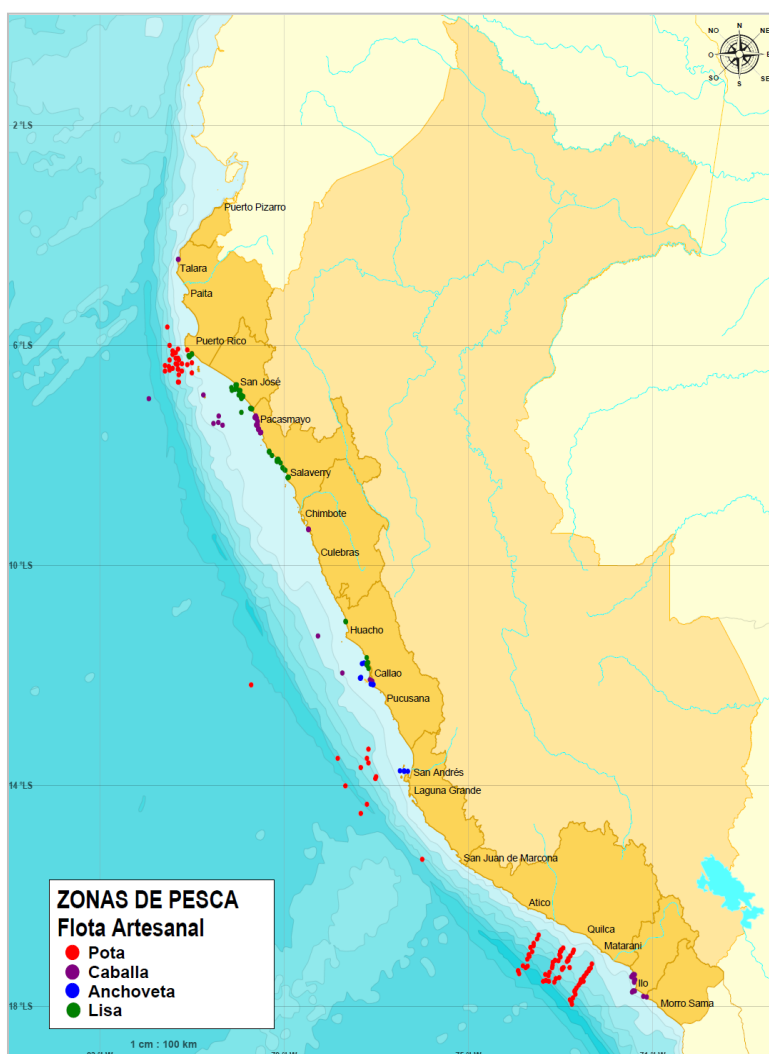 N
NO
NE
O
E
SO
SE
S
2 °LS
Puerto Pizarro
Talara
Paita
Puerto Rico
6 °LS
San José
Pacasmayo
Salaverry
Chimbote
Culebras
10 °LS
Huacho
Callao
Pucusana
San Andrés
14 °LS
Laguna Grande
San Juan de Marcona
Atico
Quilca
Matarani
Ilo
Morro Sama
18 °LS
ZONAS DE PESCA
Flota Artesanal
Pota
Caballa
Anchoveta
Lisa
1 cm : 100 km